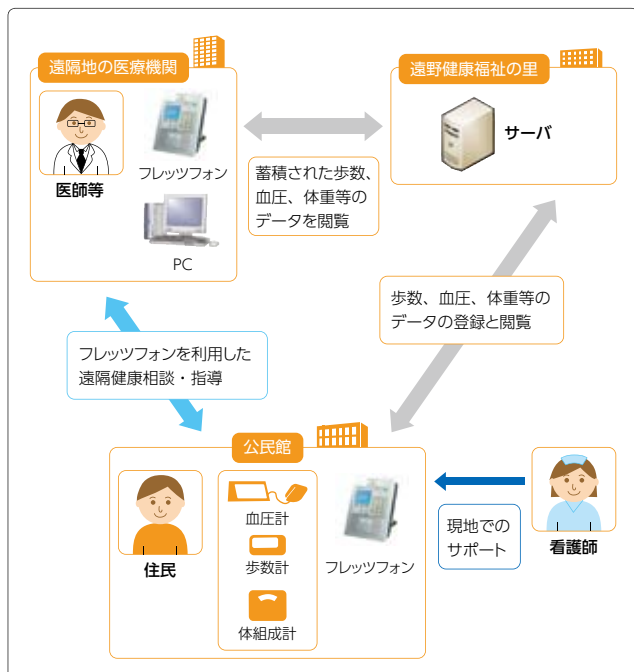 遠隔地の医療機関
医師等
フレッツフォン
PC
遠野健康福祉の里
サーバ
蓄積された歩数、
血圧、体重等の
データを閲覧
歩数、血圧、体重等の
データの登録と閲覧
フレッツフォンを利用した
遠隔健康相談・指導
公民館
住民
血圧計
歩数計
体組成計
フレッツフォン
現地での
サポート
看護師